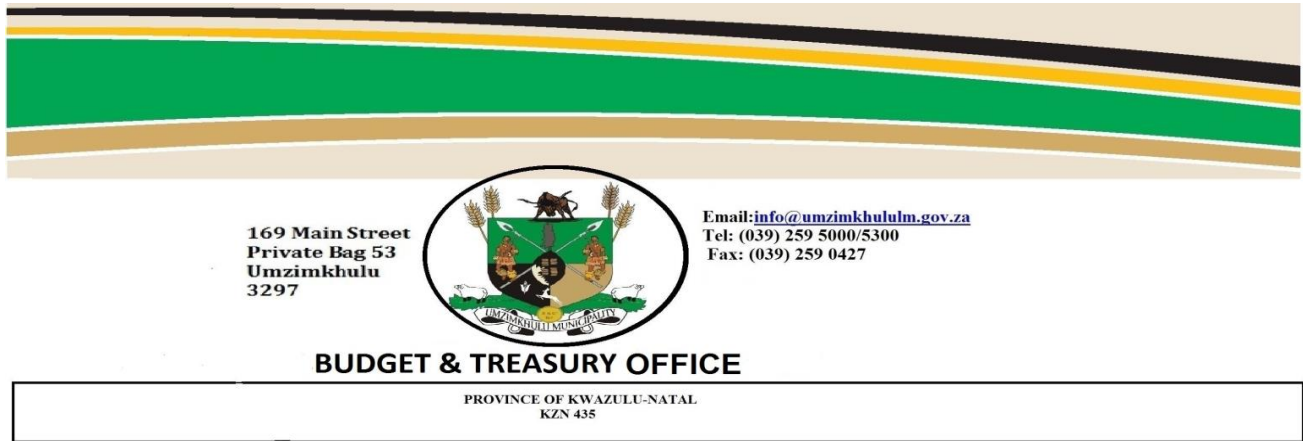 169 Main Street
Private Bag 53
Umzimkhulu
3297
Email:info@umzimkhululm.gov.za
Tel: (039) 259 5000/5300
Fax: (039) 259 0427
UMZIMKHULU MUNICIPALITY
BUDGET & TREASURY OFFICE
PROVINCE OF KWAZULU-NATAL
KZN 435